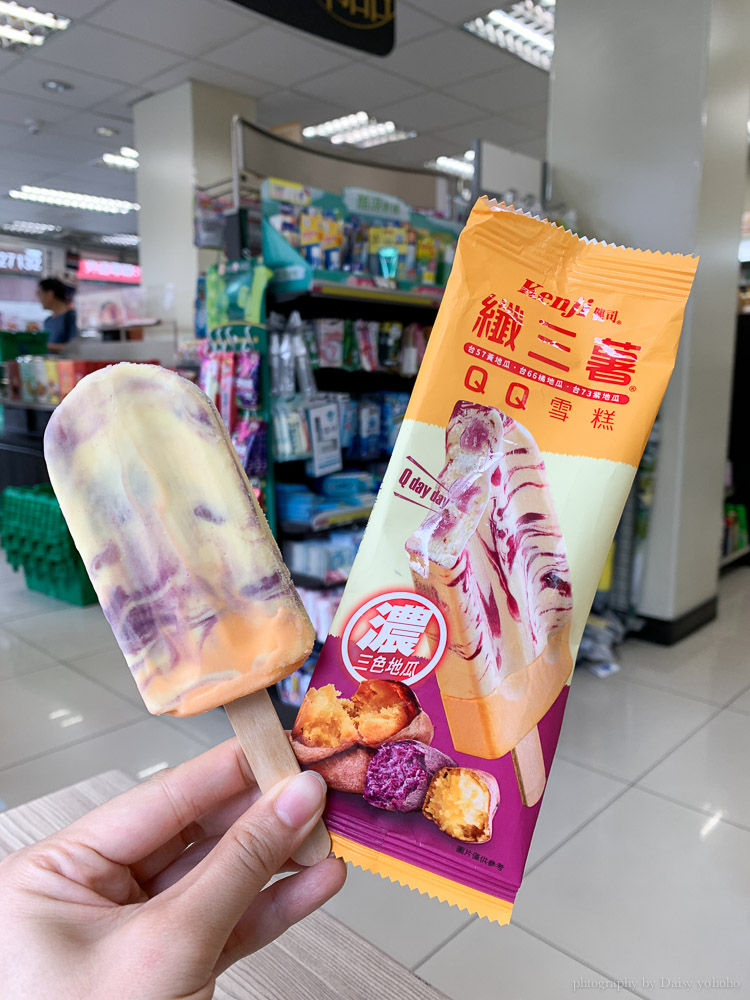 Kenji 健司®
纖三薯®
台57黃地瓜・台66橘地瓜・台73紫地瓜
QQ雪糕
Q day day
濃
三色地瓜
圖片僅供參考
photography by Daisy yohoho